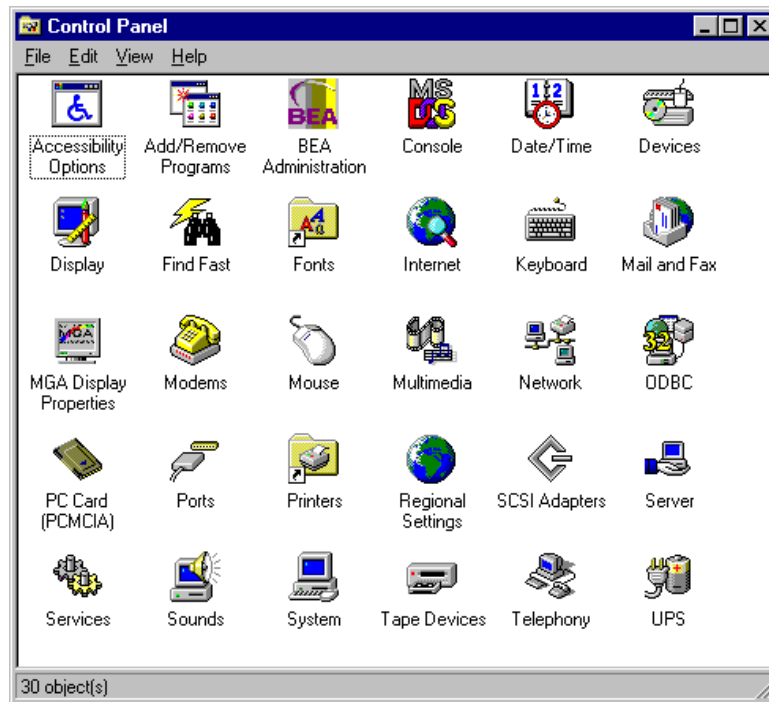 Control Panel
File Edit View Help
MS
DOS
BEA
12
Accessibility Options
Add/Remove Programs
BEA Administration
Console
Date/Time
Devices
Display
Find Fast
Fonts
Internet
Keyboard
Mail and Fax
MGA
32
MGA Display Properties
Modems
Mouse
Multimedia
Network
ODBC
PC Card (PCMCIA)
Ports
Printers
Regional Settings
SCSI Adapters
Server
Services
Sounds
System
Tape Devices
Telephony
UPS
30 object(s)